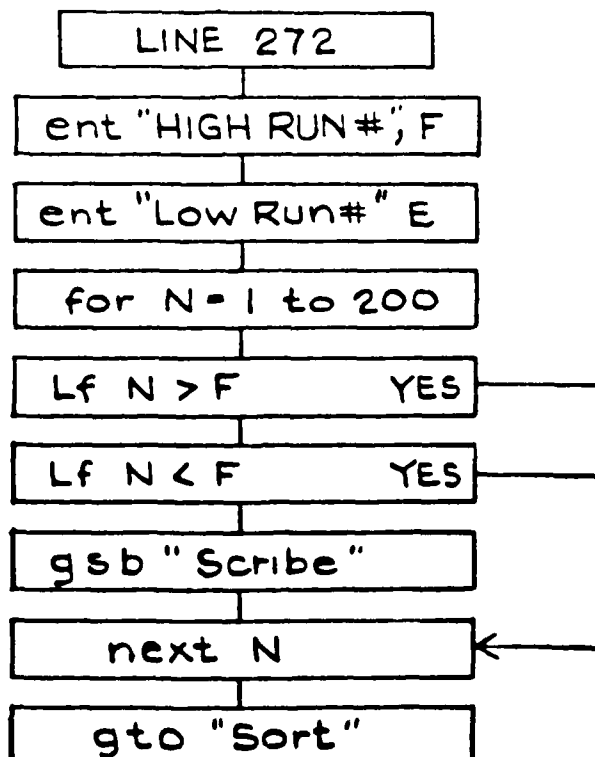 LINE 272
ent "HIGH RUN#", F
ent "Low Run#" E
for N = 1 to 200
Lf N > F YES
Lf N < F YES
gsb "Scribe"
next N
gto "Sort"